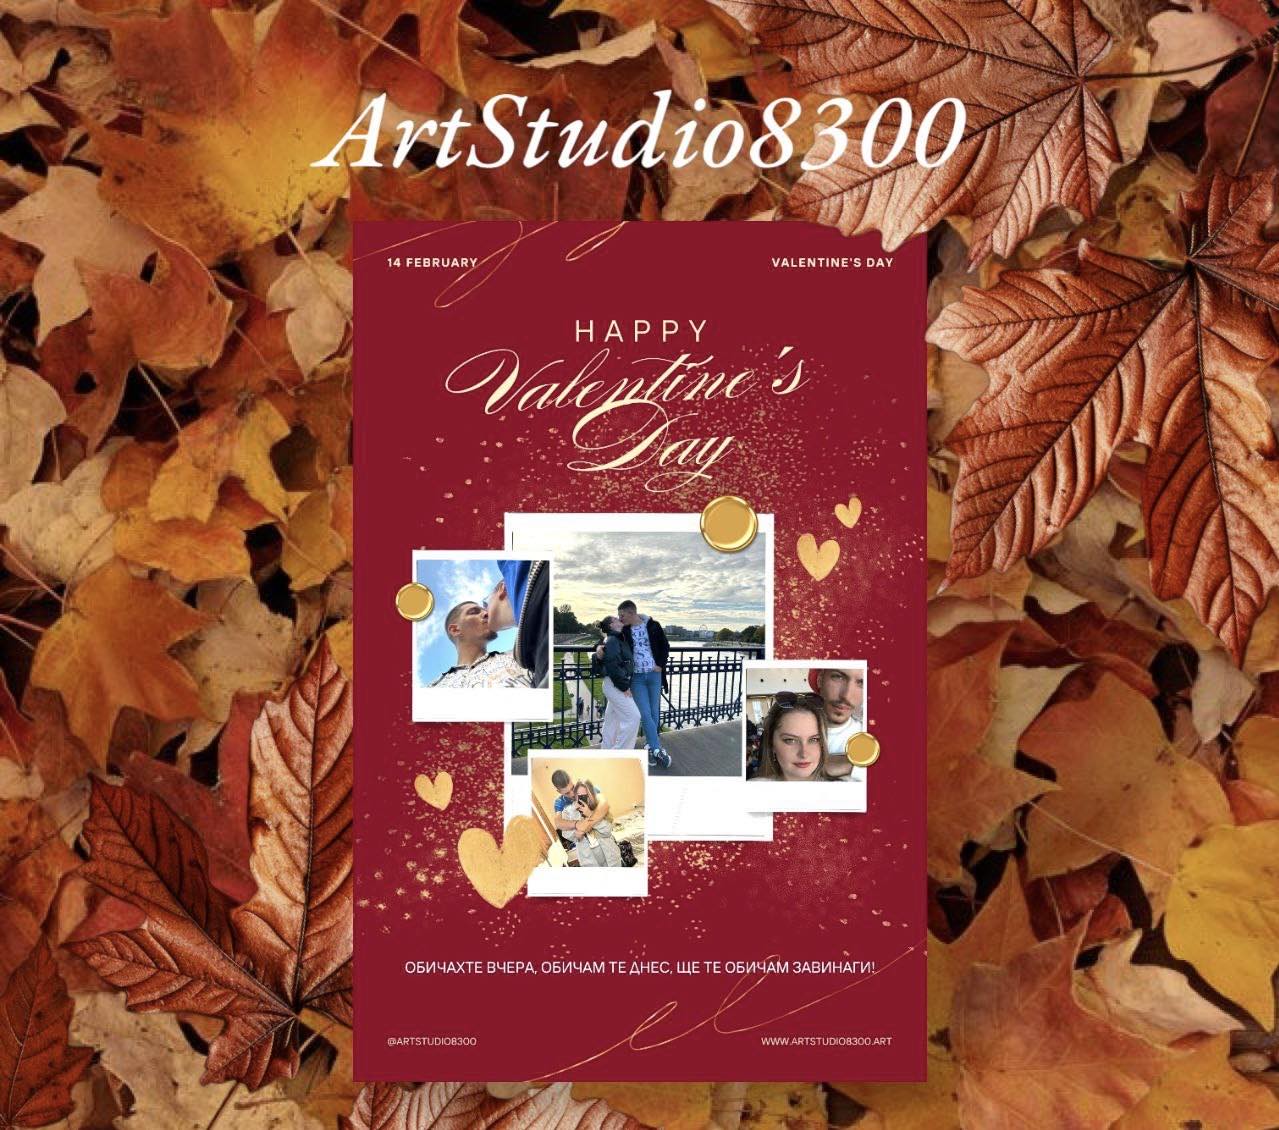 ArtStudio8300
14 FEBRUARY
VALENTINE'S DAY
HAPPY
Valentine's
Day
ОБИЧАХТЕ ВЧЕРА, ОБИЧАМ ТЕ ДНЕС, ЩЕ ТЕ ОБИЧАМ ЗАВИНАГИ!
@ARTSTUDIO8300
WWW.ARTSTUDIO8300.ART